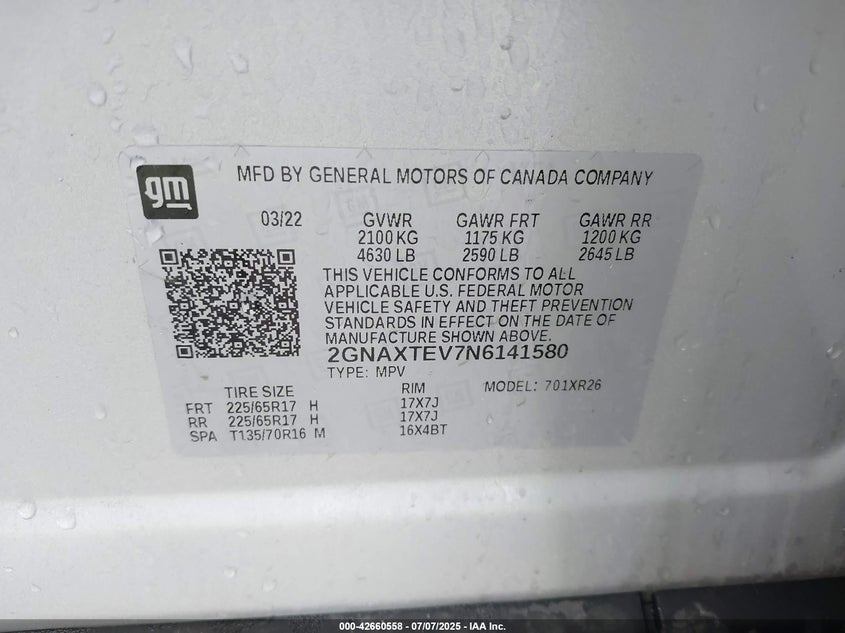 gm
MFD BY GENERAL MOTORS OF CANADA COMPANY
03/22 GVWR GAWR FRT GAWR RR
2100 KG 1175 KG 1200 KG
4630 LB 2590 LB 2645 LB
THIS VEHICLE CONFORMS TO ALL
APPLICABLE U.S. FEDERAL MOTOR
VEHICLE SAFETY AND THEFT PREVENTION
STANDARDS IN EFFECT ON THE DATE OF
MANUFACTURE SHOWN ABOVE.
2GNAXTEV7N6141580
TYPE: MPV
TIRE SIZE RIM MODEL: 701XR26
FRT 225/65R17 H 17X7J
RR 225/65R17 H 17X7J
SPA T135/70R16 M 16X4BT
000-42660558 - 07/07/2025 - IAA Inc.